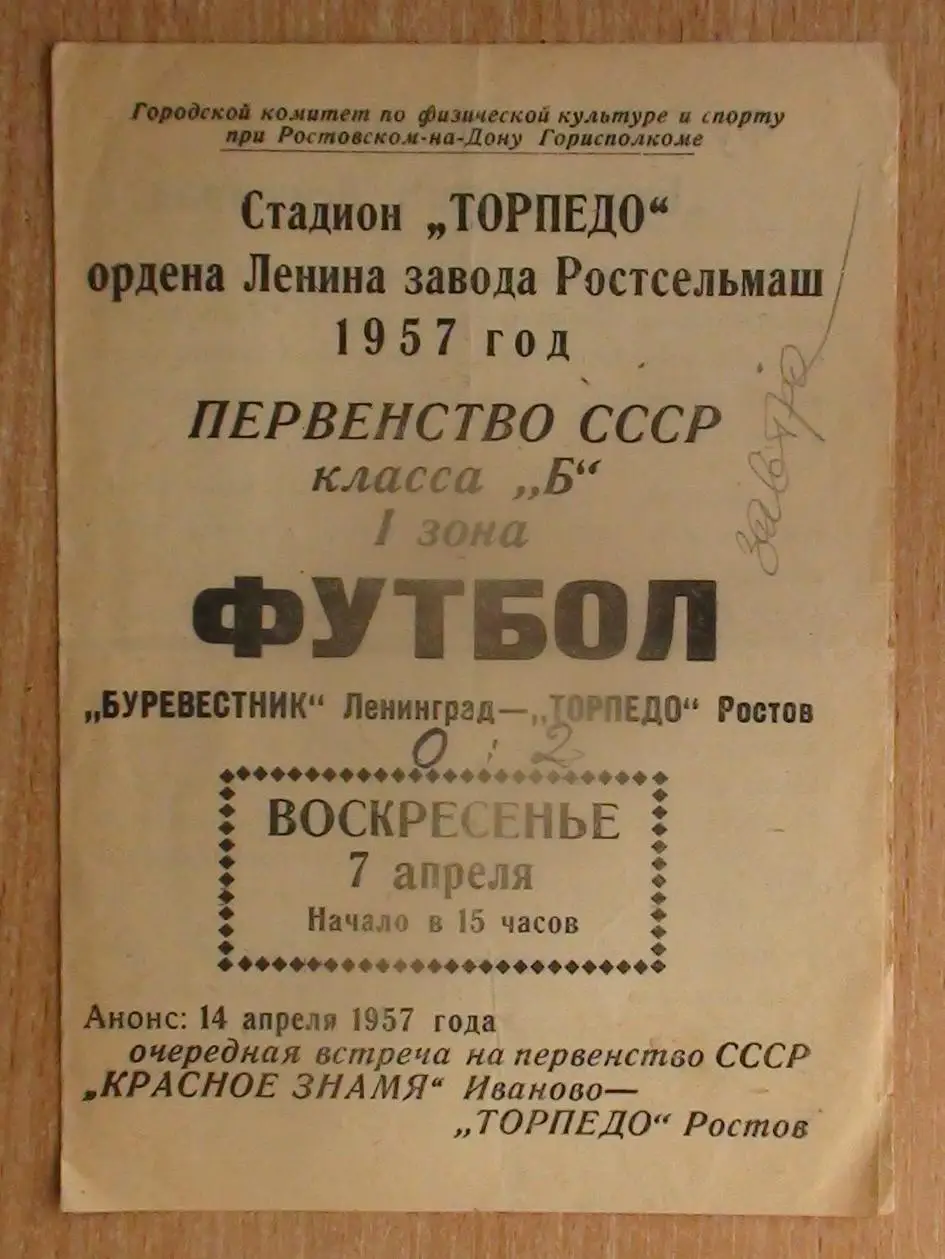 Городской комитет по физической культуре и спорту
при Ростовском-на-Дону Горисполкоме
Стадион „ТОРПЕДО“
ордена Ленина завода Ростсельмаш
1957 год
ПЕРВЕНСТВО СССР
класса „Б“
I зона
ФУТБОЛ
„БУРЕВЕСТНИК“ Ленинград—„ТОРПЕДО“ Ростов
0 : 2
ВОСКРЕСЕНЬЕ
7 апреля
Начало в 15 часов
Анонс: 14 апреля 1957 года
очередная встреча на первенство СССР
„КРАСНОЕ ЗНАМЯ“ Иваново—
„ТОРПЕДО“ Ростов